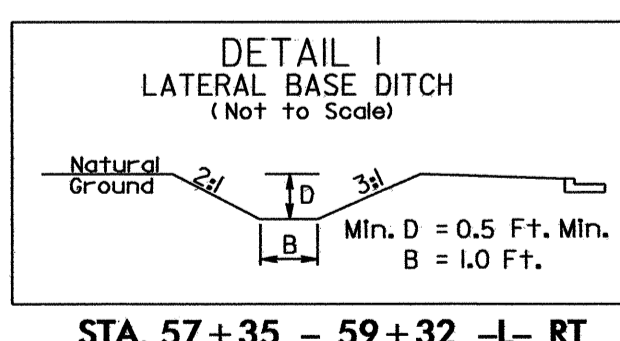 DETAIL 1
LATERAL BASE DITCH
(Not to Scale)
Natural
Ground
2:1
D
3:1
B
Min. D = 0.5 Ft. Min.
B = 1.0 Ft.
STA. 57+35 - 59+32 -L- RT